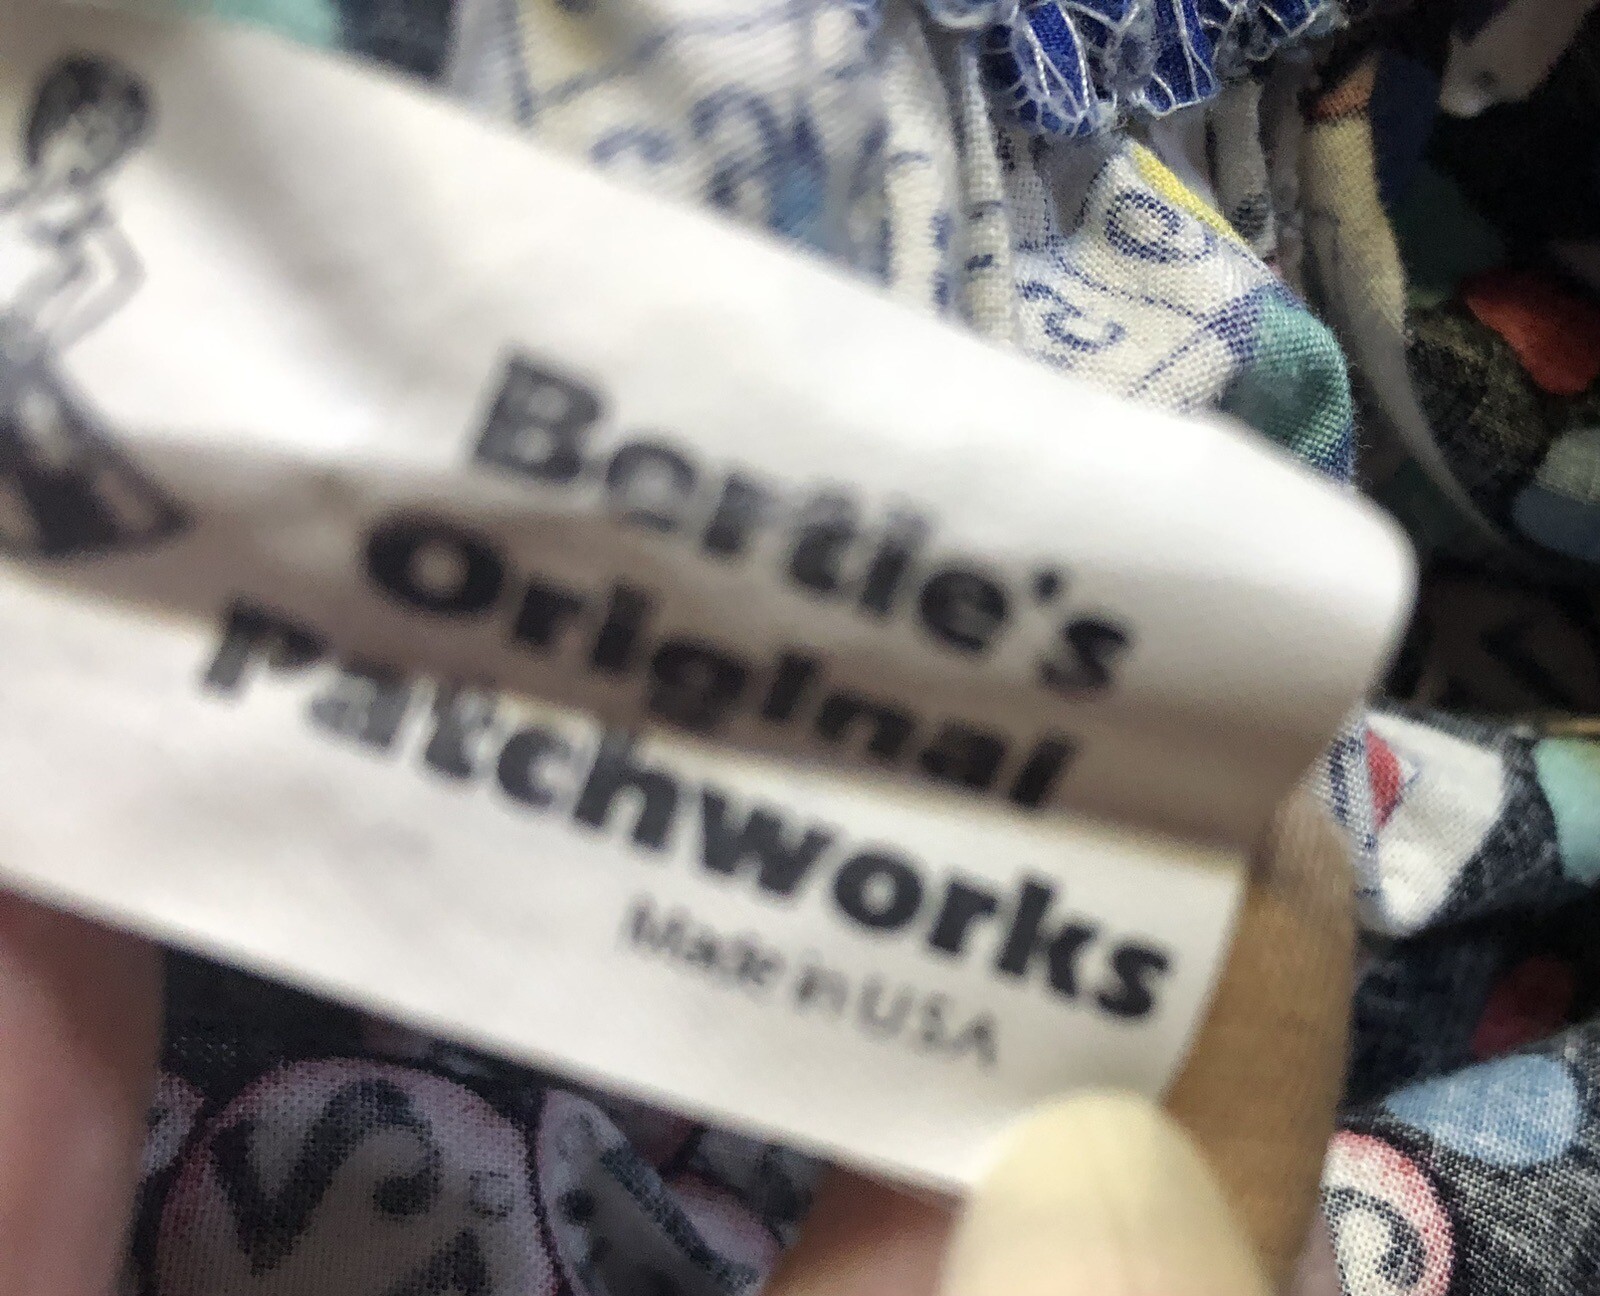 Bertie's
Original
Patchworks
Made in USA